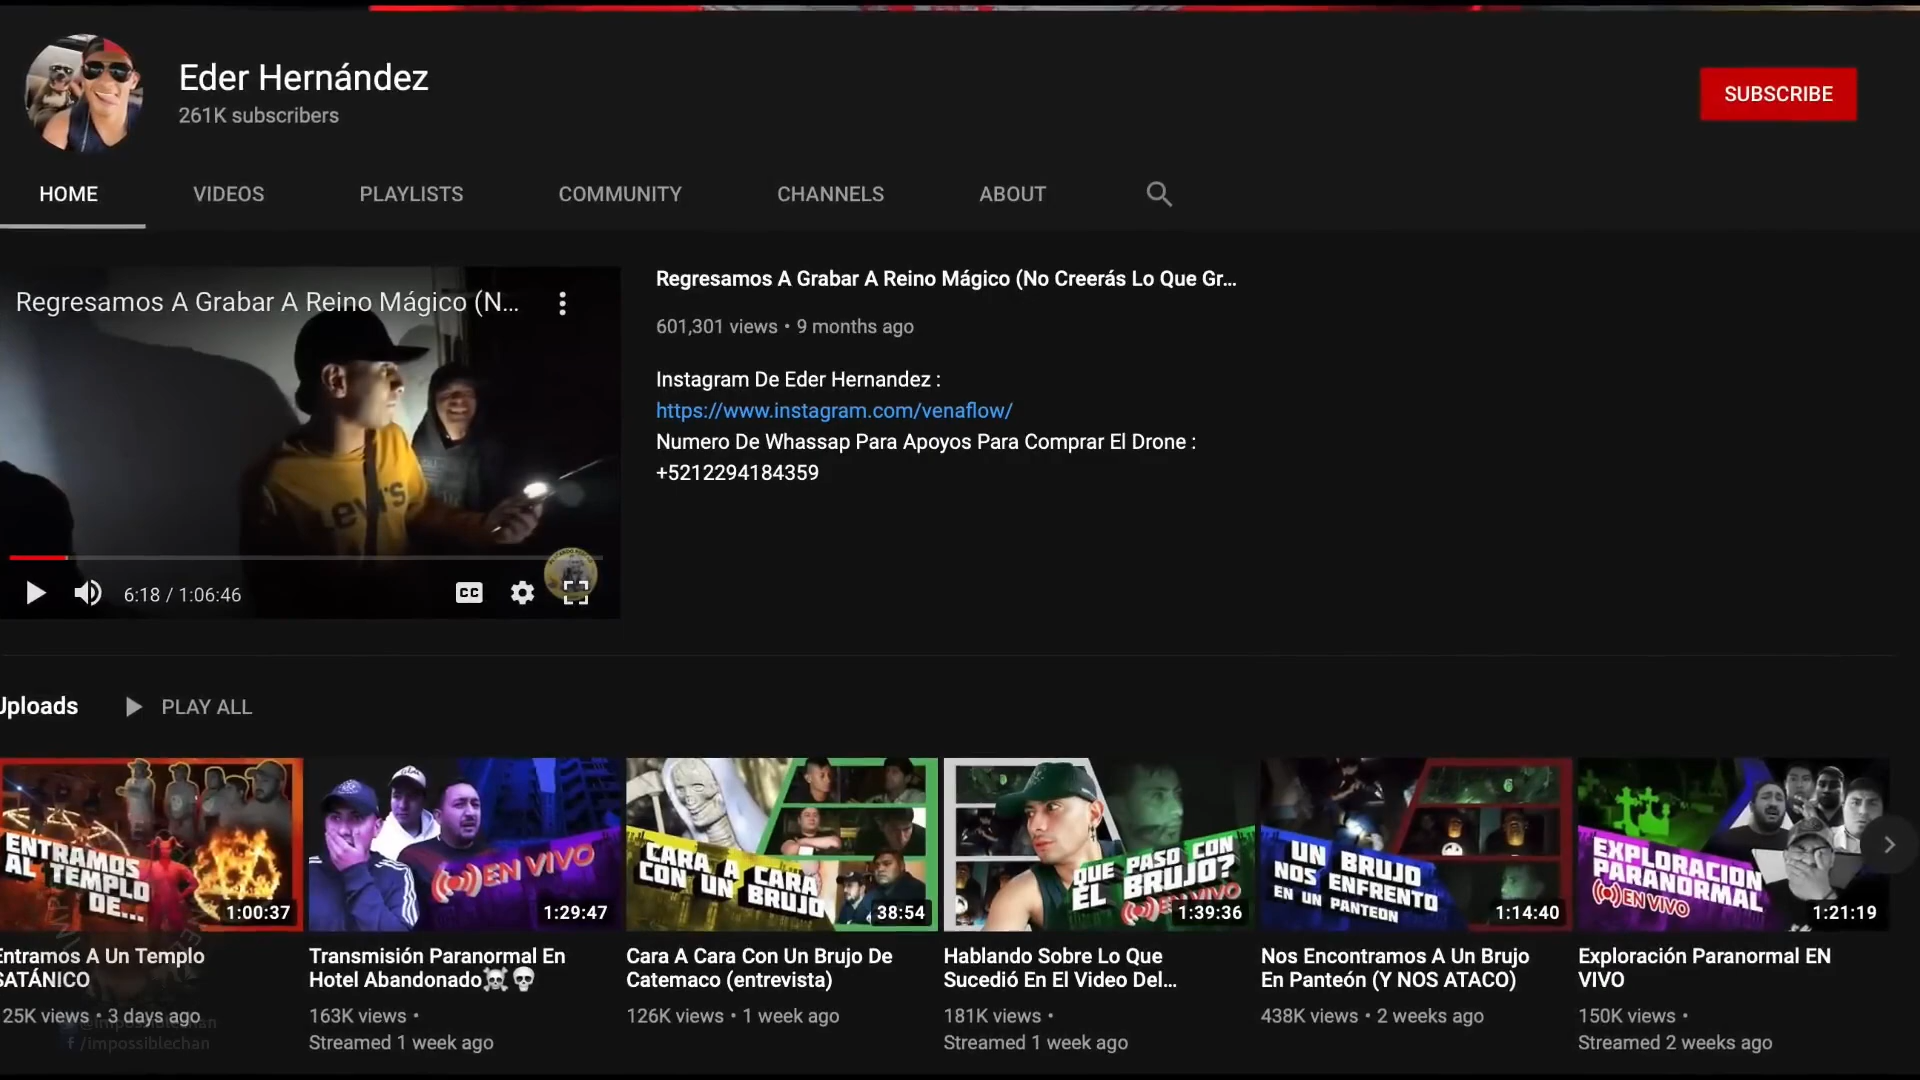 Eder Hernández
261K subscribers
SUBSCRIBE
HOME VIDEOS PLAYLISTS COMMUNITY CHANNELS ABOUT
Regresamos A Grabar A Reino Mágico (N...
LEVI'S
CC
6:18 / 1:06:46
Regresamos A Grabar A Reino Mágico (No Creerás Lo Que Gr...
601,301 views • 9 months ago
Instagram De Eder Hernandez :
https://www.instagram.com/venaflow/
Numero De Whassap Para Apoyos Para Comprar El Drone :
+5212294184359
Uploads PLAY ALL
ENTRAMOS
AL TEMPLO
DE...
1:00:37
Entramos A Un Templo
SATÁNICO
25K views • 3 days ago
@impossiblechan
f /impossiblechan
EN VIVO
1:29:47
Transmisión Paranormal En
Hotel Abandonado☠️💀
163K views •
Streamed 1 week ago
CARA A CARA
CON UN BRUJO
38:54
Cara A Cara Con Un Brujo De
Catemaco (entrevista)
126K views • 1 week ago
QUE PASO CON
EL BRUJO?
EN VIVO
1:39:36
Hablando Sobre Lo Que
Sucedió En El Video Del...
181K views •
Streamed 1 week ago
UN BRUJO
NOS ENFRENTO
EN UN PANTEON
1:14:40
Nos Encontramos A Un Brujo
En Panteón (Y NOS ATACO)
438K views • 2 weeks ago
EXPLORACION
PARANORMAL
EN VIVO
1:21:19
Exploración Paranormal EN
VIVO
150K views •
Streamed 2 weeks ago